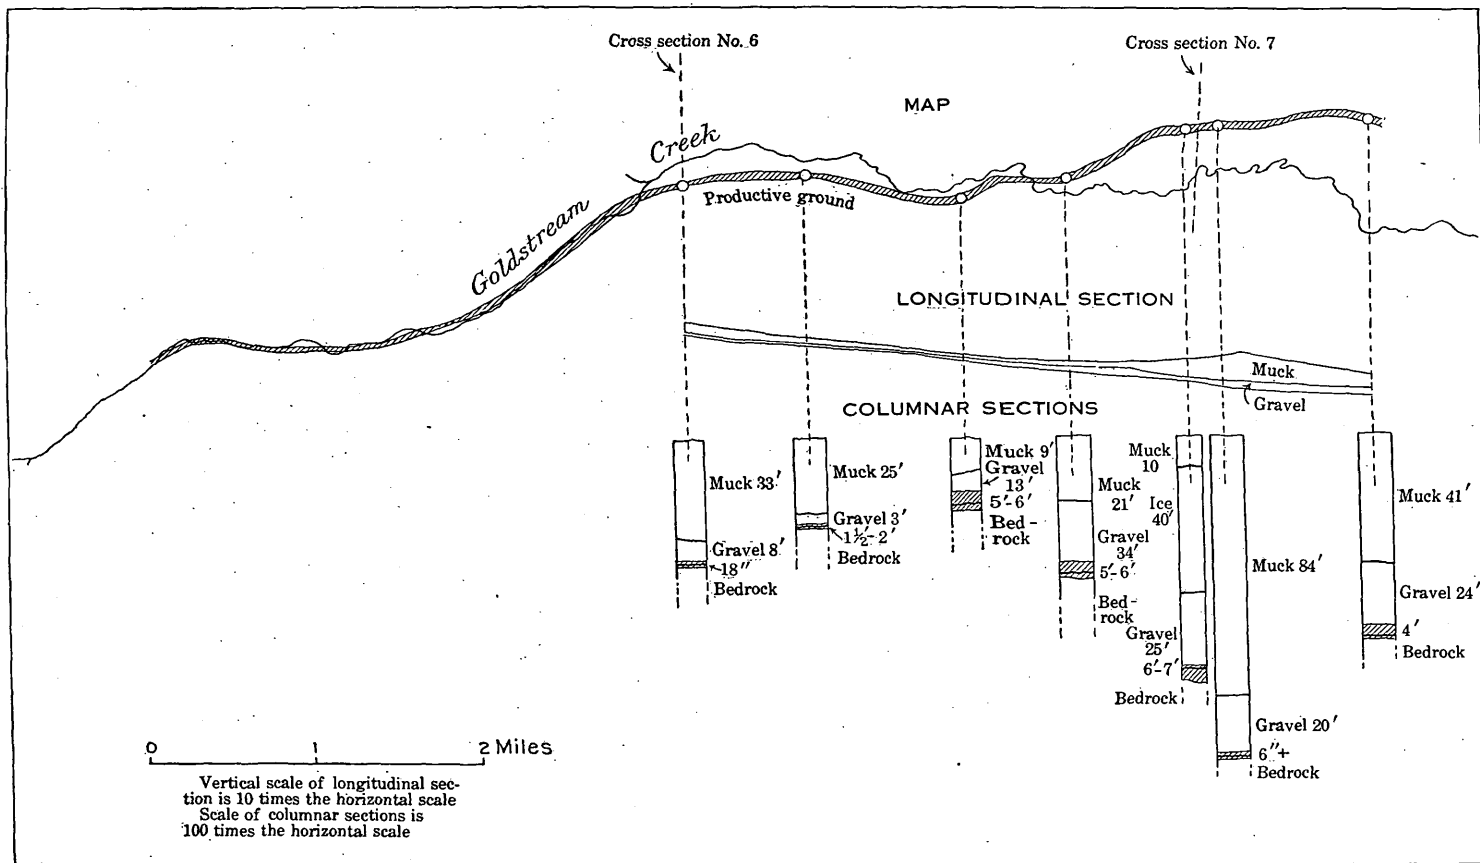 Cross section No. 6
Cross section No. 7
MAP
Creek
Goldstream
Productive ground
LONGITUDINAL SECTION
Muck
Gravel
COLUMNAR SECTIONS
Muck 33'
Gravel 8'
18"
Bedrock
Muck 25'
Gravel 3'
1½'-2'
Bedrock
Muck 9'
Gravel
13'
5'-6'
Bed-
rock
Muck
21'
Gravel
34'
5'-6'
Bed-
rock
Muck
10
Ice
40'
Gravel
25'
6'-7'
Bedrock
Muck 84'
Gravel 20'
6"+
Bedrock
Muck 41'
Gravel 24'
4'
Bedrock
0 1 2 Miles
Vertical scale of longitudinal sec-
tion is 10 times the horizontal scale
Scale of columnar sections is
100 times the horizontal scale